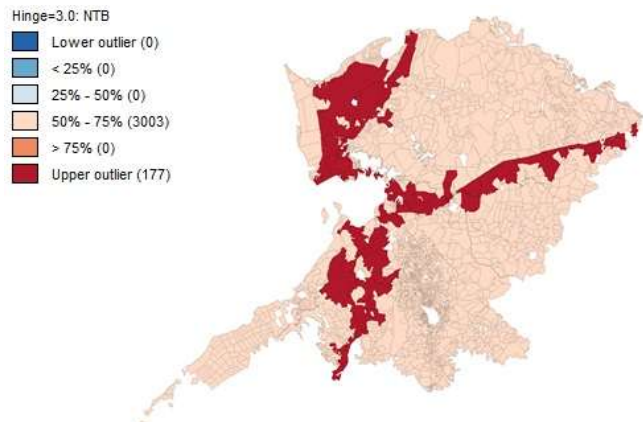 Hinge=3.0: NTB
Lower outlier (0)
< 25% (0)
25% - 50% (0)
50% - 75% (3003)
> 75% (0)
Upper outlier (177)